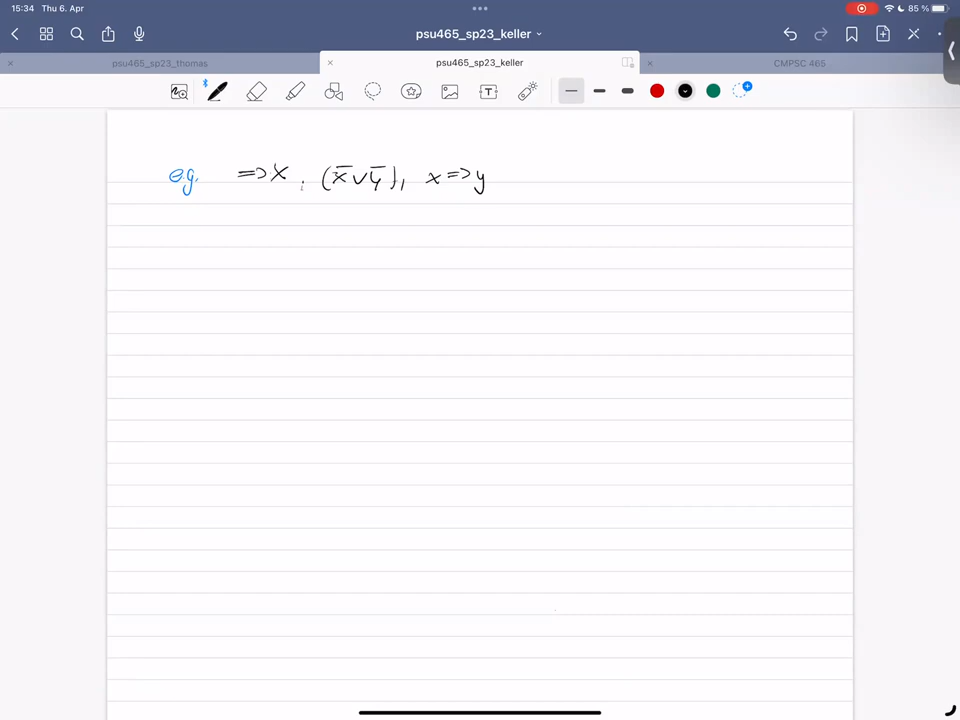 15:34 Thu 6. Apr 85 %
psu465_sp23_keller
psu465_sp23_thomas psu465_sp23_keller CMPSC 465
T
e.g. => x , (x̅ ∨ y̅), x => y